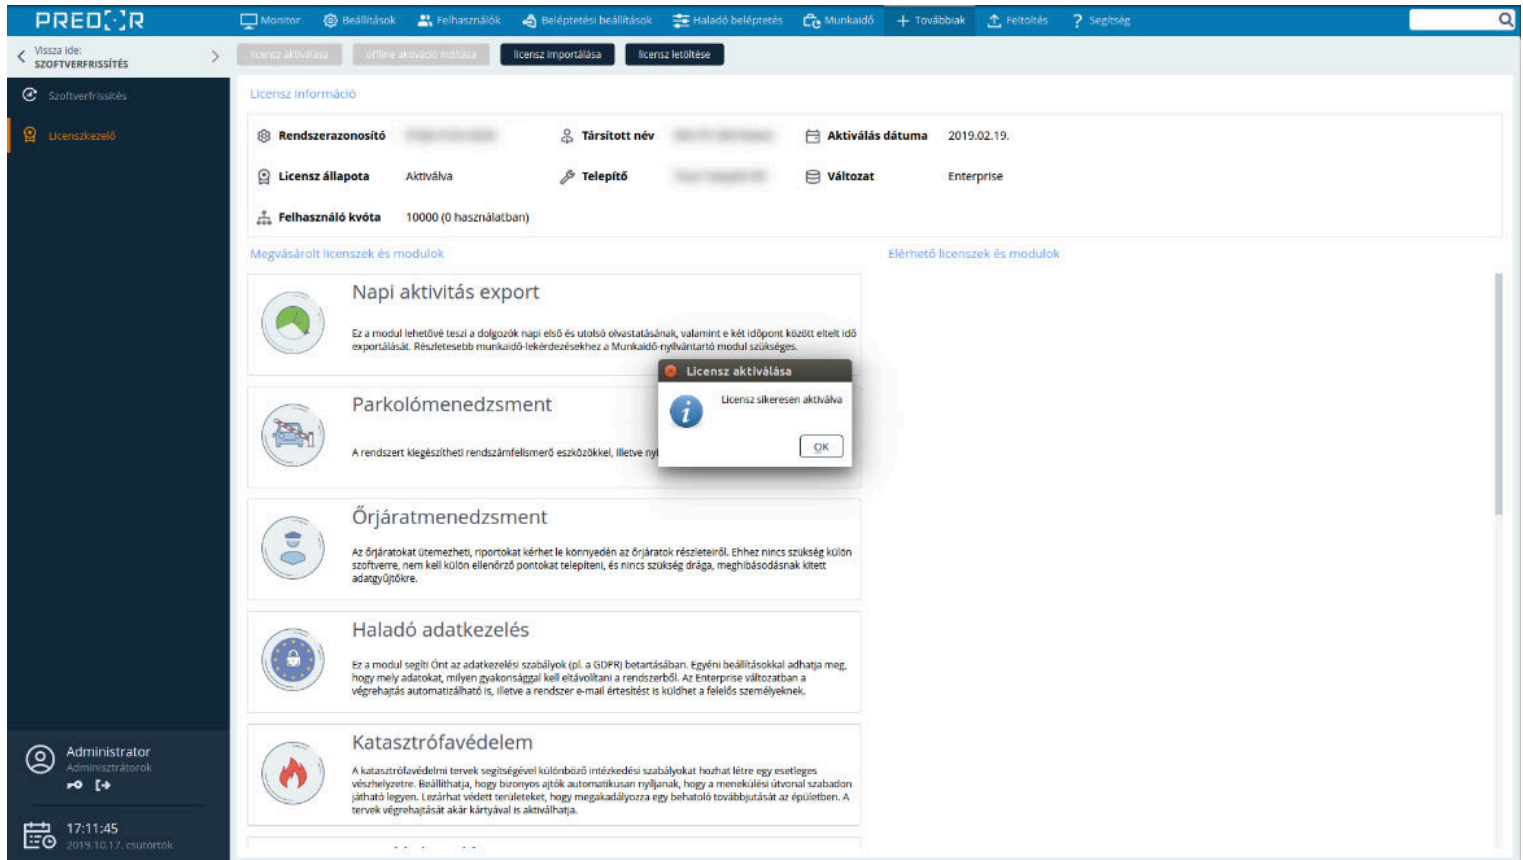 PRED[·]R
Monitor
Beállítások
Felhasználók
Beléptetési beállítások
Haladó beléptetés
Munkaidő
Továbbiak
Feltöltés
Segítség
Vissza ide:
SZOFTVERFRISSÍTÉS
licensz aktiválása
offline aktiváció indítása
licensz importálása
licensz letöltése
Szoftverfrissítés
Licenszkezelő
Licensz információ
Rendszerazonosító
Társított név
Aktiválás dátuma 2019.02.19.
Licensz állapota Aktiválva
Telepítő
Változat Enterprise
Felhasználó kvóta 10000 (0 használatban)
Megvásárolt licenszek és modulok
Elérhető licenszek és modulok
Napi aktivitás export
Ez a modul lehetővé teszi a dolgozók napi első és utolsó olvastatásának, valamint e két időpont között eltelt idő
exportálását. Részletesebb munkaidő-lekérdezésekhez a Munkaidő-nyilvántartó modul szükséges.
Licensz aktiválása
Licensz sikeresen aktiválva
OK
Parkolómenedzsment
A rendszert kiegészítheti rendszámfelismerő eszközökkel, illetve
Őrjáratmenedzsment
Az őrjáratokat ütemezheti, riportokat kérhet le könnyedén az őrjáratok részleteiről. Ehhez nincs szükség külön
szoftverre, nem kell külön ellenőrző pontokat telepíteni, és nincs szükség drága, meghibásodásnak kitett
adatgyűjtőkre.
Haladó adatkezelés
Ez a modul segíti Önt az adatkezelési szabályok (pl. a GDPR) betartásában. Egyéni beállításokkal adhatja meg,
hogy mely adatokat, milyen gyakorisággal kell eltávolítani a rendszerből. Az Enterprise változatban a
végrehajtás automatizálható is, illetve a rendszer e-mail értesítést is küldhet a felelős személyeknek.
Katasztrófavédelem
A katasztrófavédelmi tervek segítségével különböző intézkedési szabályokat hozhat létre egy esetleges
vészhelyzetre. Beállíthatja, hogy bizonyos ajtók automatikusan nyíljanak, hogy a menekülési útvonal szabadon
játható legyen. Lezárhat védett területeket, hogy megakadályozza egy behatoló továbbjutását az épületben. A
tervek végrehajtását akár kártyával is aktiválhatja.
Administrator
Adminisztrátorok
17:11:45
2019.10.17. csütörtök